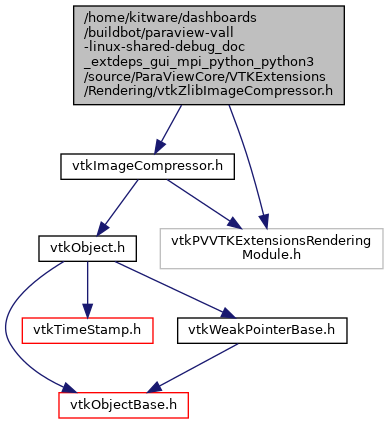 /home/kitware/dashboards
/buildbot/paraview-vall
-linux-shared-debug_doc
_extdeps_gui_mpi_python_python3
/source/ParaViewCore/VTKExtensions
/Rendering/vtkZlibImageCompressor.h
vtkImageCompressor.h
vtkObject.h
vtkPVVTKExtensionsRendering
Module.h
vtkTimeStamp.h
vtkWeakPointerBase.h
vtkObjectBase.h